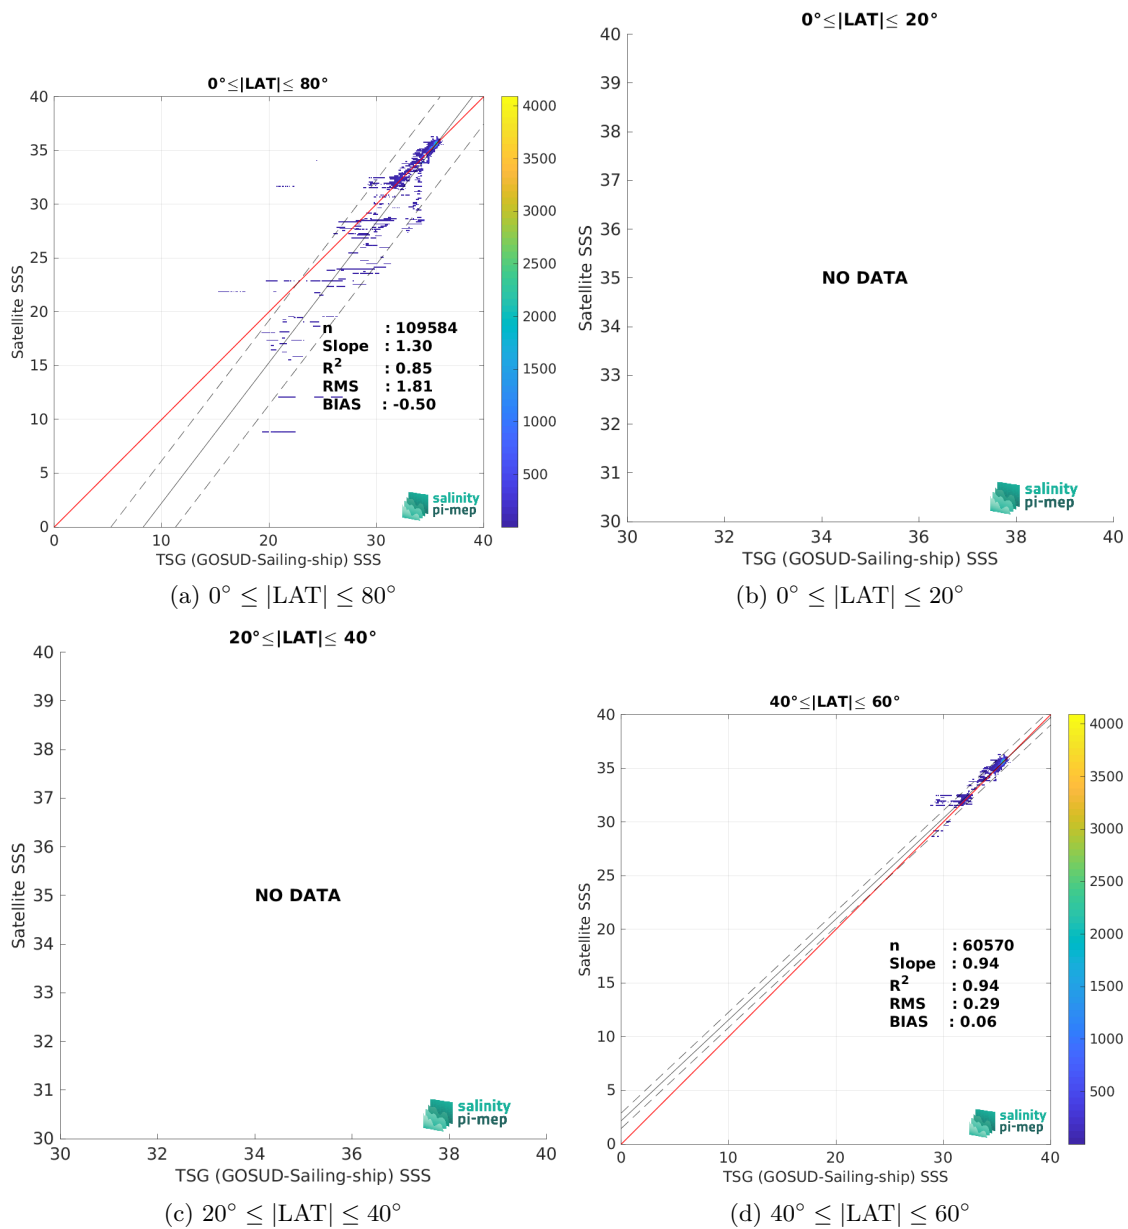 0°≤|LAT|≤ 80°
40
35
30
25
20
15
10
5
0
Satellite SSS
n : 109584
Slope : 1.30
R² : 0.85
RMS : 1.81
BIAS : -0.50
salinity
pi-mep
0 10 20 30 40
TSG (GOSUD-Sailing-ship) SSS
4000
3500
3000
2500
2000
1500
1000
500
(a) 0° ≤ |LAT| ≤ 80°
0°≤|LAT|≤ 20°
40
39
38
37
36
35
34
33
32
31
30
Satellite SSS
NO DATA
salinity
pi-mep
30 32 34 36 38 40
TSG (GOSUD-Sailing-ship) SSS
(b) 0° ≤ |LAT| ≤ 20°
20°≤|LAT|≤ 40°
40
39
38
37
36
35
34
33
32
31
30
Satellite SSS
NO DATA
salinity
pi-mep
30 32 34 36 38 40
TSG (GOSUD-Sailing-ship) SSS
(c) 20° ≤ |LAT| ≤ 40°
40°≤|LAT|≤ 60°
40
35
30
25
20
15
10
5
0
Satellite SSS
n : 60570
Slope : 0.94
R² : 0.94
RMS : 0.29
BIAS : 0.06
salinity
pi-mep
0 10 20 30 40
TSG (GOSUD-Sailing-ship) SSS
4000
3500
3000
2500
2000
1500
1000
500
(d) 40° ≤ |LAT| ≤ 60°